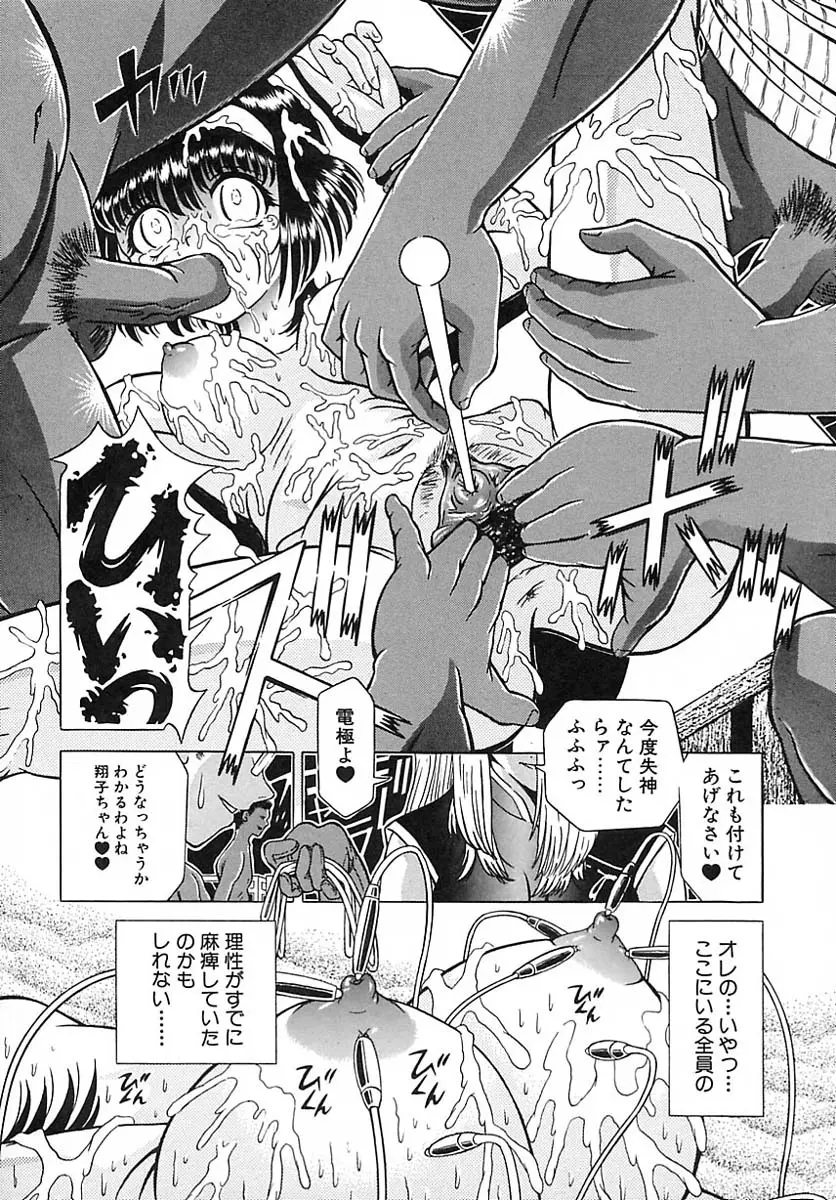 ひいっ
これも付けて
あげなさい♥
今度失神
なんてした
らァ……
ふふふっ
電極よ♥
どうなっちゃうか
わかるわよね
翔子ちゃん♥♥
オレの…いやっ…
ここにいる全員の
理性がすでに
麻痺していた
のかも
しれない……
びくん
びくん
びくん